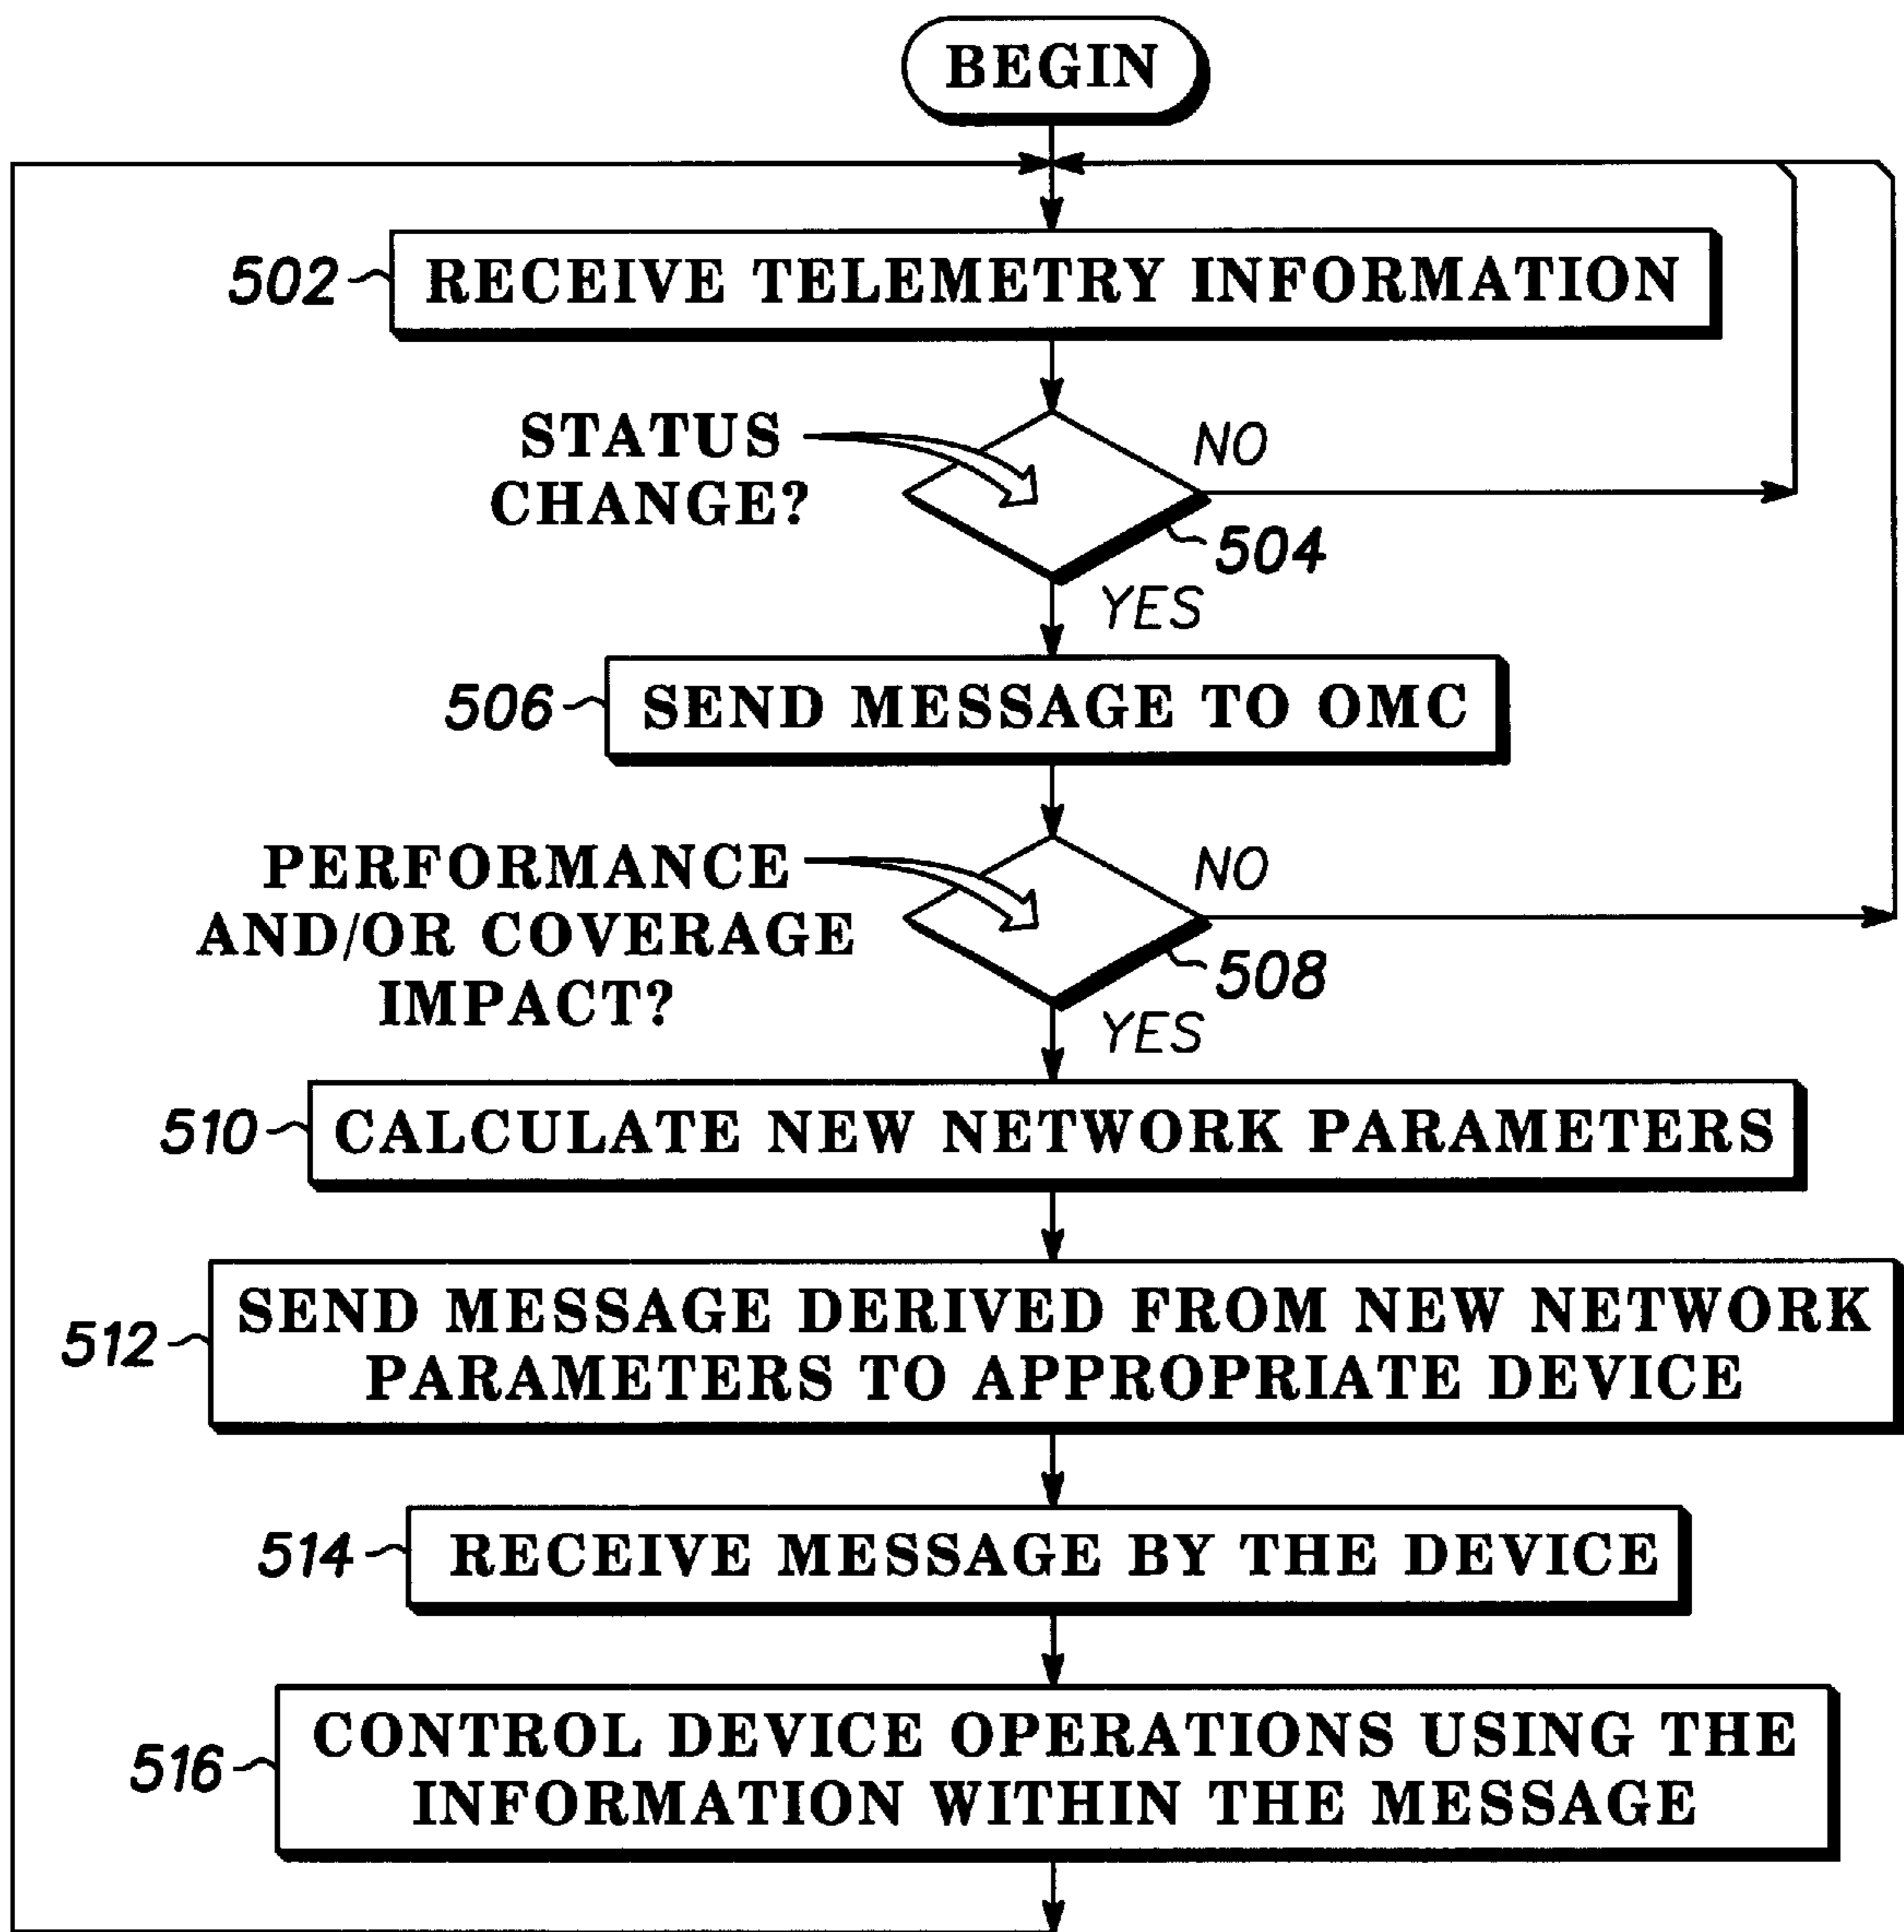 BEGIN
502
RECEIVE TELEMETRY INFORMATION
STATUS
CHANGE?
NO
504
YES
506
SEND MESSAGE TO OMC
PERFORMANCE
AND/OR COVERAGE
IMPACT?
NO
508
YES
510
CALCULATE NEW NETWORK PARAMETERS
512
SEND MESSAGE DERIVED FROM NEW NETWORK
PARAMETERS TO APPROPRIATE DEVICE
514
RECEIVE MESSAGE BY THE DEVICE
516
CONTROL DEVICE OPERATIONS USING THE
INFORMATION WITHIN THE MESSAGE